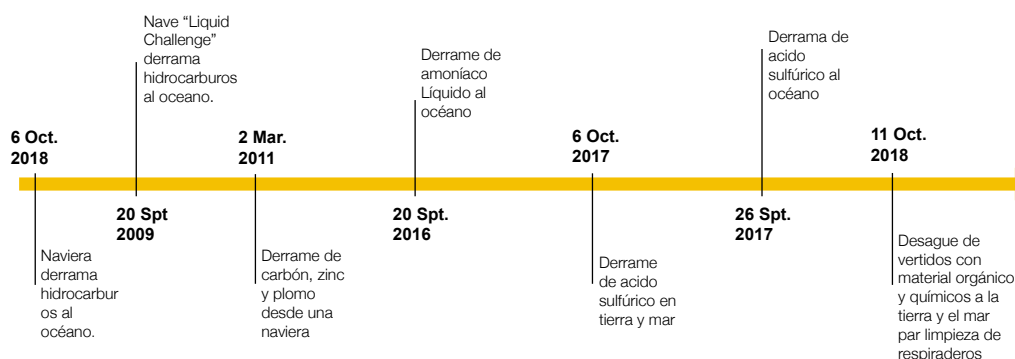 6 Oct.
2018
Naviera
derrama
hidrocarbur
os al
océano.
Nave “Liquid
Challenge”
derrama
hidrocarburos
al oceano.
20 Spt
2009
2 Mar.
2011
Derrame de
carbón, zinc
y plomo
desde una
naviera
Derrame de
amoníaco
Líquido al
océano
20 Spt.
2016
6 Oct.
2017
Derrame
de acido
sulfúrico en
tierra y mar
Derrama de
acido
sulfúrico al
océano
26 Spt.
2017
11 Oct.
2018
Desague de
vertidos con
material orgánico
y químicos a la
tierra y el mar
par limpieza de
respiraderos